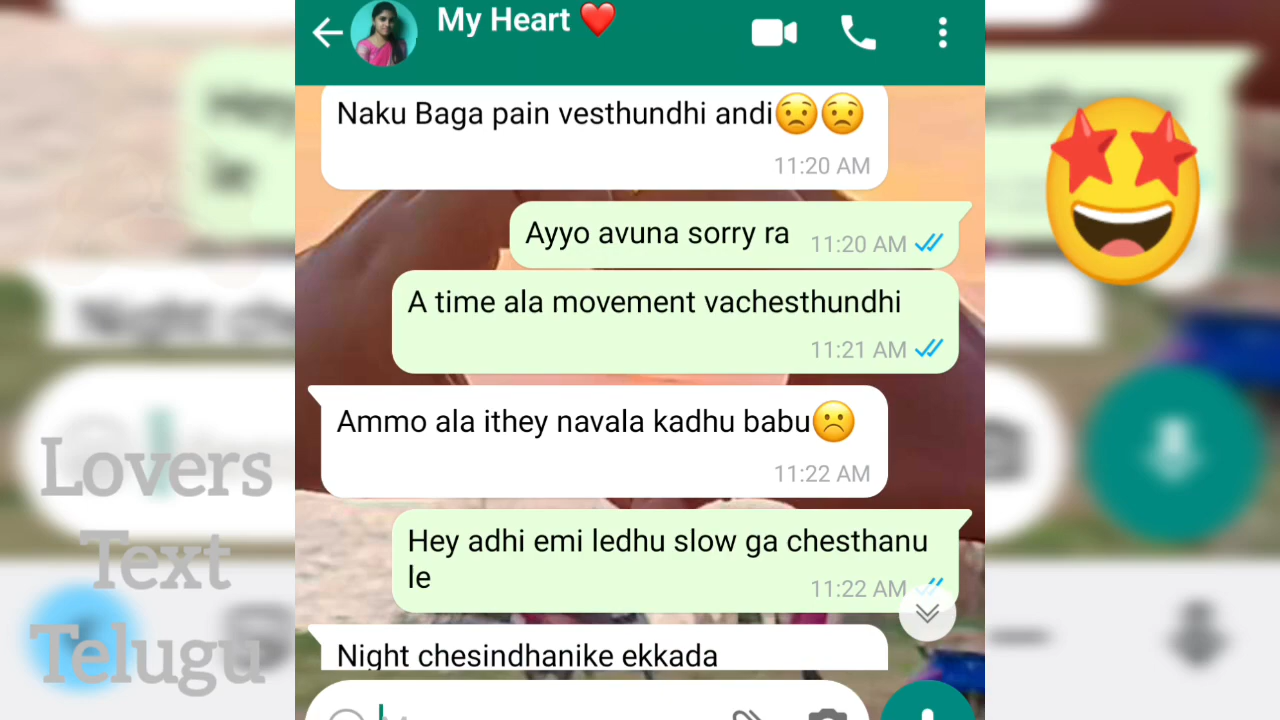 My Heart ❤️
Naku Baga pain vesthundhi andi😟😟
11:20 AM
Ayyo avuna sorry ra
11:20 AM
A time ala movement vachesthundhi
11:21 AM
Ammo ala ithey navala kadhu babu☹️
11:22 AM
Hey adhi emi ledhu slow ga chesthanu
le
11:22 AM
Night chesindhanike ekkada
Lovers
Text
Telugu